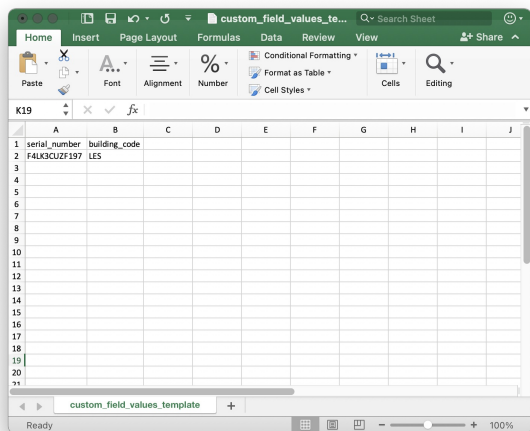 custom_field_values_te...
Search Sheet
Home Insert Page Layout Formulas Data Review View Share
Paste Font Alignment Number Conditional Formatting Format as Table Cell Styles Cells Editing
K19 fx
A B C D E F G H I J
1 serial_number building_code
2 F4LK3CUZF197 LES
3
4
5
6
7
8
9
10
11
12
13
14
15
16
17
18
19
20
21
custom_field_values_template +
Ready 100%